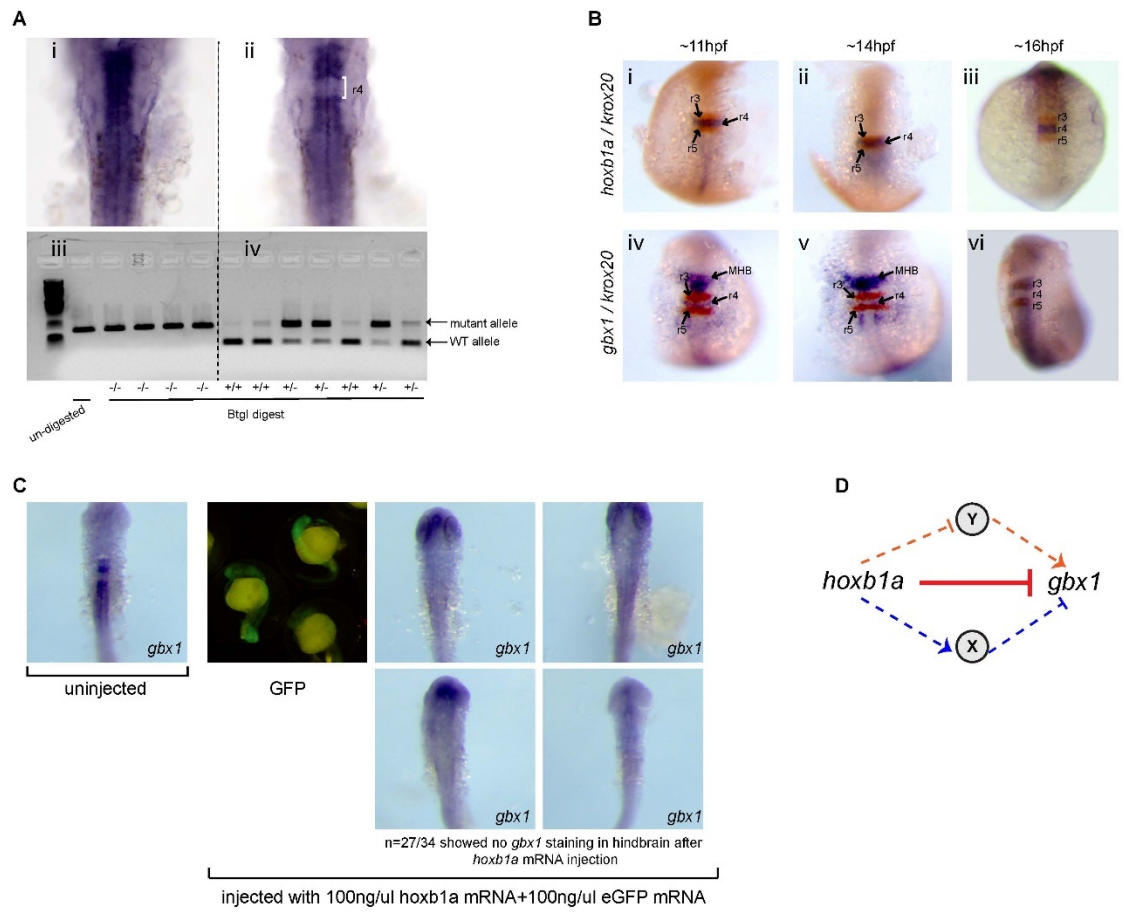 A
i
ii
r4
iii
iv
mutant allele
WT allele
-/-
-/-
-/-
-/-
+/+
+/+
+/-
+/-
+/+
+/-
+/-
un-digested
BtgI digest
B
~11hpf
~14hpf
~16hpf
hoxb1a / krox20
i
r3
r4
r5
ii
r3
r4
r5
iii
r3
r4
r5
gbx1 / krox20
iv
MHB
r3
r4
r5
v
MHB
r3
r4
r5
vi
r3
r4
r5
C
gbx1
gbx1
gbx1
uninjected
GFP
gbx1
gbx1
n=27/34 showed no gbx1 staining in hindbrain after
hoxb1a mRNA injection
injected with 100ng/ul hoxb1a mRNA+100ng/ul eGFP mRNA
D
Y
hoxb1a
gbx1
X